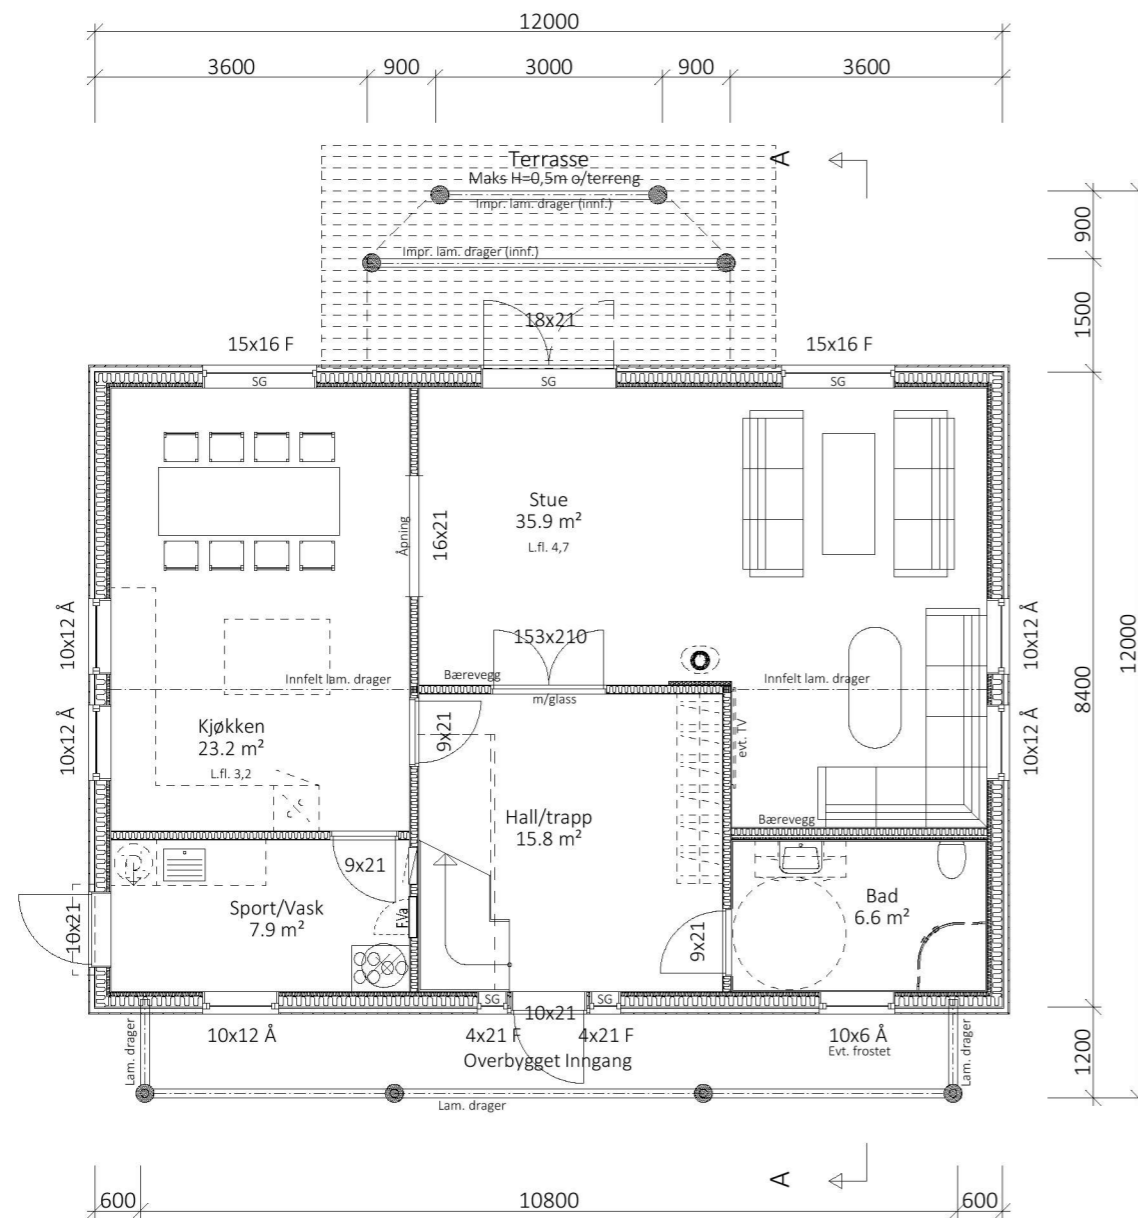 12000
3600 900 3000 900 3600
Terrasse
Maks H=0,5m o/terreng
Impr. lam. drager (innf.)
Impr. lam. drager (innf.)
A
900
1500
8400
1200
12000
15x16 F
18x21
15x16 F
SG
SG
SG
Stue
35.9 m²
L.fl. 4,7
Åpning
16x21
10x12 Å
10x12 Å
153x210
Bærevegg
m/glass
Innfelt lam. drager
Innfelt lam. drager
10x12 Å
10x12 Å
Kjøkken
23.2 m²
L.fl. 3,2
9x21
evt. TV
Hall/trapp
15.8 m²
Bærevegg
9x21
10x21
Sport/Vask
7.9 m²
F.Va
9x21
Bad
6.6 m²
SG
SG
10x21
10x12 Å
4x21 F
4x21 F
10x6 Å
Evt. frostet
Overbygget Inngang
Lam. drager
Lam. drager
Lam. drager
A
600 10800 600